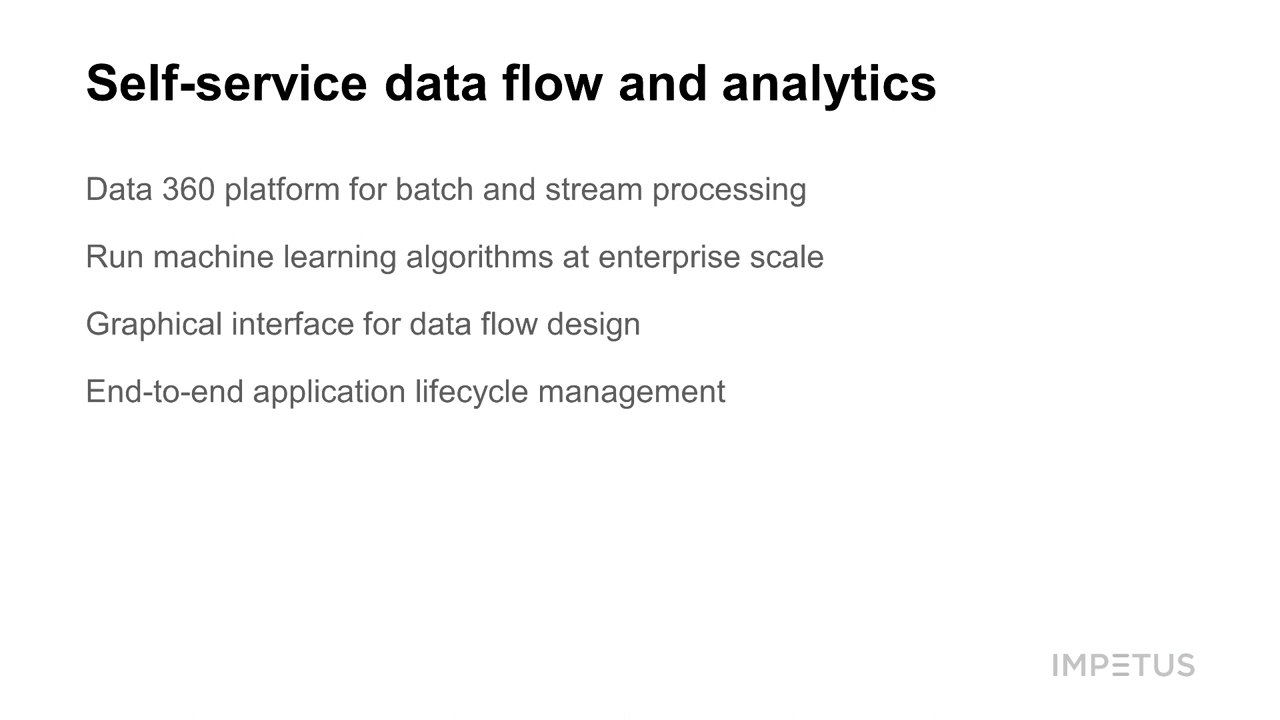 Self-service data flow and analytics
Data 360 platform for batch and stream processing
Run machine learning algorithms at enterprise scale
Graphical interface for data flow design
End-to-end application lifecycle management
IMPETUS